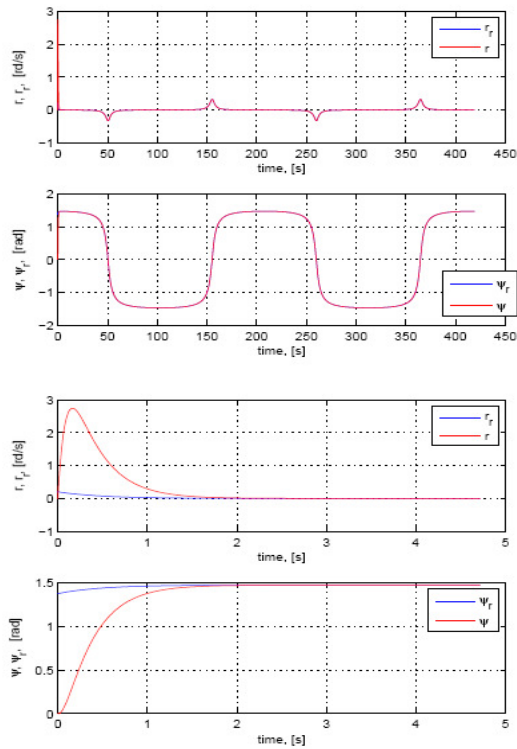 3
2
1
0
−1
r, r_r, [rd/s]
r_r
r
0 50 100 150 200 250 300 350 400 450
time, [s]
2
1
0
−1
−2
ψ, ψ_r, [rad]
ψ_r
ψ
0 50 100 150 200 250 300 350 400 450
time, [s]
3
2
1
0
−1
r, r_r, [rd/s]
r_r
r
0 1 2 3 4 5
time, [s]
1.5
1
0.5
0
ψ, ψ_r, [rad]
ψ_r
ψ
0 1 2 3 4 5
time, [s]